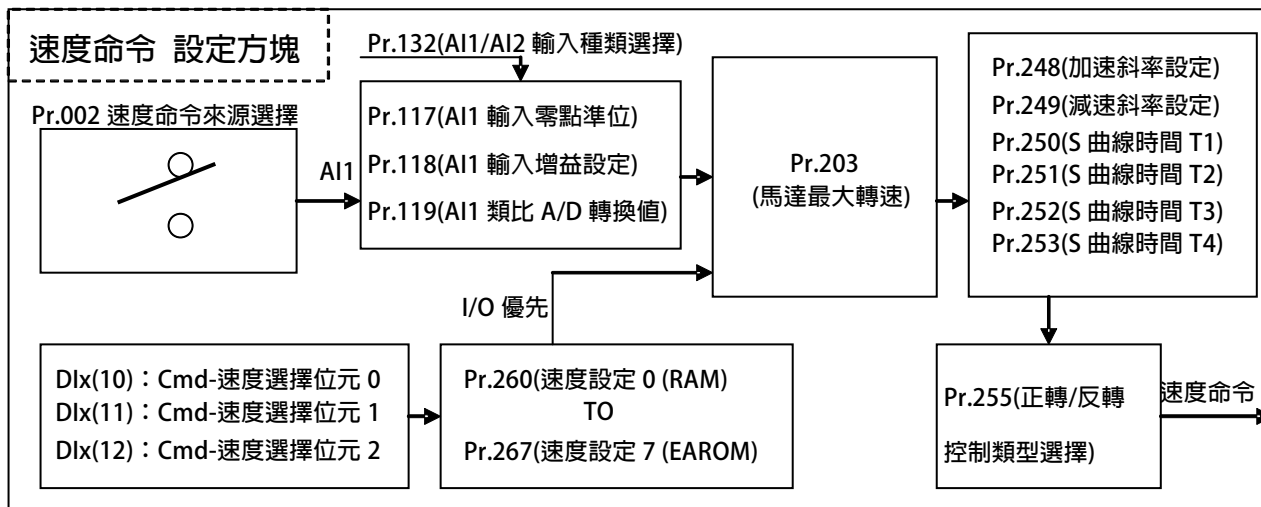 速度命令 設定方塊
Pr.132(AI1/AI2 輸入種類選擇)
Pr.002 速度命令來源選擇
AI1
Pr.117(AI1 輸入零點準位)
Pr.118(AI1 輸入增益設定)
Pr.119(AI1 類比 A/D 轉換值)
Pr.203
(馬達最大轉速)
Pr.248(加速斜率設定)
Pr.249(減速斜率設定)
Pr.250(S 曲線時間 T1)
Pr.251(S 曲線時間 T2)
Pr.252(S 曲線時間 T3)
Pr.253(S 曲線時間 T4)
I/O 優先
DIx(10)：Cmd-速度選擇位元 0
DIx(11)：Cmd-速度選擇位元 1
DIx(12)：Cmd-速度選擇位元 2
Pr.260(速度設定 0 (RAM)
TO
Pr.267(速度設定 7 (EAROM)
Pr.255(正轉/反轉
控制類型選擇)
速度命令